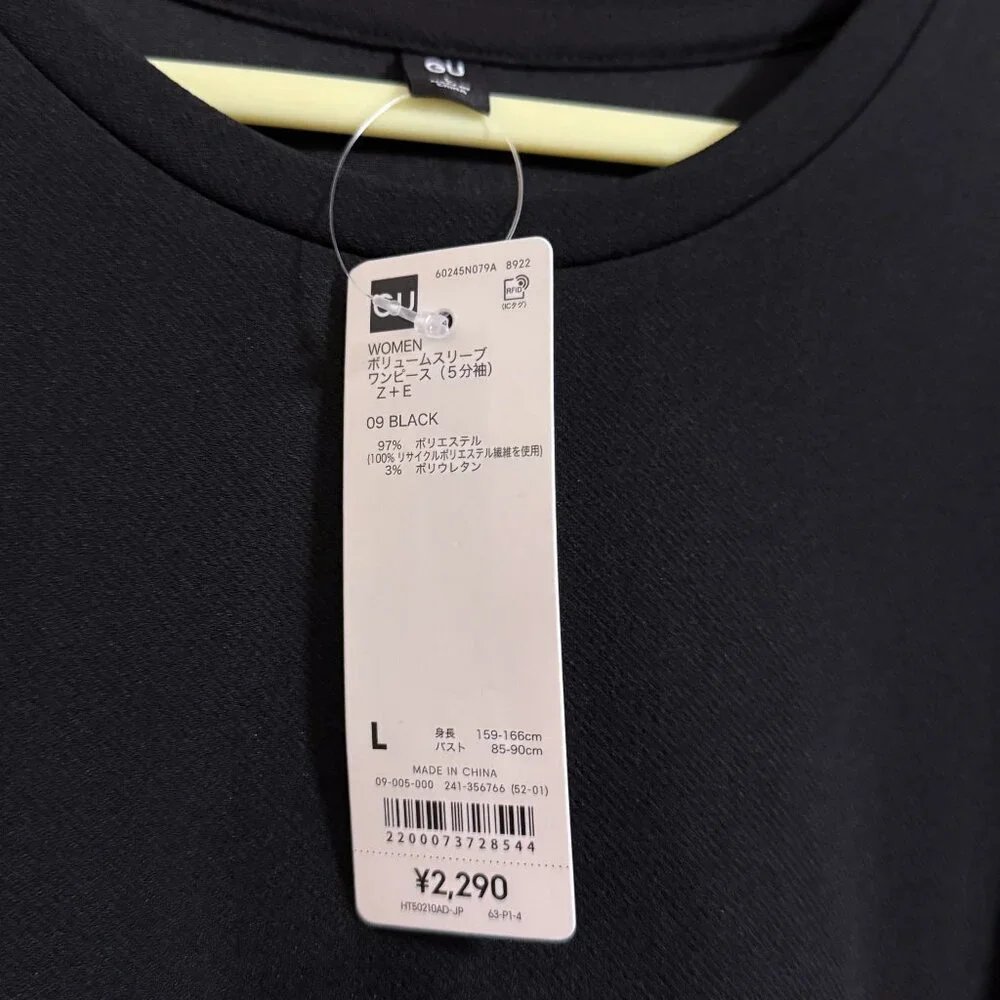 GU
L
60245N079A 8922
GU
RFID
(ICタグ)
WOMEN
ボリュームスリーブ
ワンピース(5分袖)
Z+E
09 BLACK
97% ポリエステル
(100% リサイクルポリエステル繊維を使用)
3% ポリウレタン
L 身長 159-166cm
バスト 85-90cm
MADE IN CHINA
09-005-000 241-356766 (52-01)
2200073728544
¥2,290
HT50210AD-JP 63-P1-4